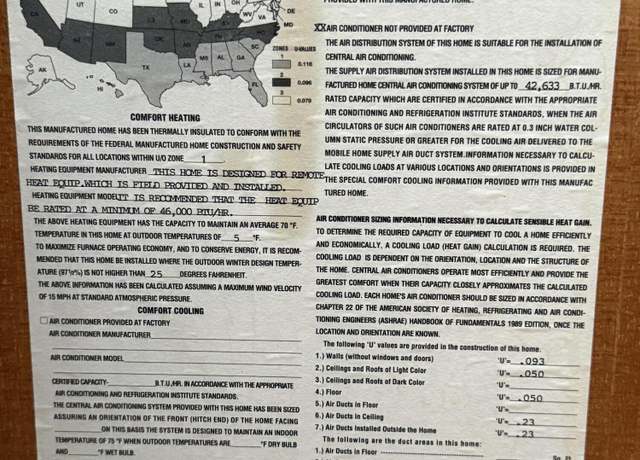 UT
CO
IL
IN
OH
WV
VA
DE
MD
KS
MO
KY
NC
AZ
NM
OK
AR
TN
SC
MS
AL
GA
TX
LA
FL
AK
HI
ZONES U-VALUES
1
0.116
2
0.096
3
0.079
COMFORT HEATING
THIS MANUFACTURED HOME HAS BEEN THERMALLY INSULATED TO CONFORM WITH THE
REQUIREMENTS OF THE FEDERAL MANUFACTURED HOME CONSTRUCTION AND SAFETY
STANDARDS FOR ALL LOCATIONS WITHIN U/O ZONE 1
HEATING EQUIPMENT MANUFACTURER THIS HOME IS DESIGNED FOR REMOTE
HEAT EQUIP.WHICH IS FIELD PROVIDED AND INSTALLED.
HEATING EQUIPMENT MODEL IT IS RECOMMENDED THAT THE HEAT EQUIP
BE RATED AT A MINIMUM OF 46,000 BTU/HR.
THE ABOVE HEATING EQUIPMENT HAS THE CAPACITY TO MAINTAIN AN AVERAGE 70 °F.
TEMPERATURE IN THIS HOME AT OUTDOOR TEMPERATURES OF °F.
TO MAXIMIZE FURNACE OPERATING ECONOMY, AND TO CONSERVE ENERGY, IT IS RECOM-
MENDED THAT THIS HOME BE INSTALLED WHERE THE OUTDOOR WINTER DESIGN TEMPER-
ATURE (97½%) IS NOT HIGHER THAN 25 DEGREES FAHRENHEIT.
THE ABOVE INFORMATION HAS BEEN CALCULATED ASSUMING A MAXIMUM WIND VELOCITY
OF 15 MPH AT STANDARD ATMOSPHERIC PRESSURE.
COMFORT COOLING
AIR CONDITIONER PROVIDED AT FACTORY
AIR CONDITIONER MANUFACTURER
AIR CONDITIONER MODEL
CERTIFIED CAPACITY B.T.U./HR. IN ACCORDANCE WITH THE APPROPRIATE
AIR CONDITIONING AND REFRIGERATION INSTITUTE STANDARDS.
THE CENTRAL AIR CONDITIONING SYSTEM PROVIDED WITH THIS HOME HAS BEEN SIZED
ASSURING AN ORIENTATION OF THE FRONT (HITCH END) OF THE HOME FACING
ON THIS BASIS THE SYSTEM IS DESIGNED TO MAINTAIN AN INDOOR
TEMPERATURE OF 75 °F WHEN OUTDOOR TEMPERATURES ARE °F DRY BULB
AND °F WET BULB.
PROVIDED WITH THIS MANUFACTURED HOME.
XXAIR CONDITIONER NOT PROVIDED AT FACTORY
THE AIR DISTRIBUTION SYSTEM OF THIS HOME IS SUITABLE FOR THE INSTALLATION OF
CENTRAL AIR CONDITIONING.
THE SUPPLY AIR DISTRIBUTION SYSTEM INSTALLED IN THIS HOME IS SIZED FOR MANU-
FACTURED HOME CENTRAL AIR CONDITIONING SYSTEM OF UP TO 42,633 B.T.U./HR.
RATED CAPACITY WHICH ARE CERTIFIED IN ACCORDANCE WITH THE APPROPRIATE
AIR CONDITIONING AND REFRIGERATION INSTITUTE STANDARDS, WHEN THE AIR
CIRCULATORS OF SUCH AIR CONDITIONERS ARE RATED AT 0.3 INCH WATER COL-
UMN STATIC PRESSURE OR GREATER FOR THE COOLING AIR DELIVERED TO THE
MOBILE HOME SUPPLY AIR DUCT SYSTEM.INFORMATION NECESSARY TO CALCU-
LATE COOLING LOADS AT VARIOUS LOCATIONS AND ORIENTATIONS IS PROVIDED IN
THE SPECIAL COMFORT COOLING INFORMATION PROVIDED WITH THIS MANUFAC
TURED HOME.
AIR CONDITIONER SIZING INFORMATION NECESSARY TO CALCULATE SENSIBLE HEAT GAIN.
TO DETERMINE THE REQUIRED CAPACITY OF EQUIPMENT TO COOL A HOME EFFICIENTLY
AND ECONOMICALLY, A COOLING LOAD (HEAT GAIN) CALCULATION IS REQUIRED. THE
COOLING LOAD IS DEPENDENT ON THE ORIENTATION, LOCATION AND THE STRUCTURE OF
THE HOME. CENTRAL AIR CONDITIONERS OPERATE MOST EFFICIENTLY AND PROVIDE THE
GREATEST COMFORT WHEN THEIR CAPACITY CLOSELY APPROXIMATES THE CALCULATED
COOLING LOAD. EACH HOME'S AIR CONDITIONER SHOULD BE SIZED IN ACCORDANCE WITH
CHAPTER 22 OF THE AMERICAN SOCIETY OF HEATING, REFRIGERATING AND AIR CONDI-
TIONING ENGINEERS (ASHRAE) HANDBOOK OF FUNDAMENTALS 1989 EDITION, ONCE THE
LOCATION AND ORIENTATION ARE KNOWN.
The following "U" values are provided in the construction of this home.
1.) Walls (without windows and doors) "U"= .093
2.) Ceilings and Roofs of Light Color "U"= .050
3.) Ceilings and Roofs of Dark Color "U"=
4.) Floor "U"= .050
5.) Air Ducts in Floor "U"=
6.) Air Ducts in Ceiling "U"= .23
7.) Air Ducts Installed Outside the Home "U"= .23
The following are the duct areas in this home:
1.) Air Ducts in Floor Sq. ft.